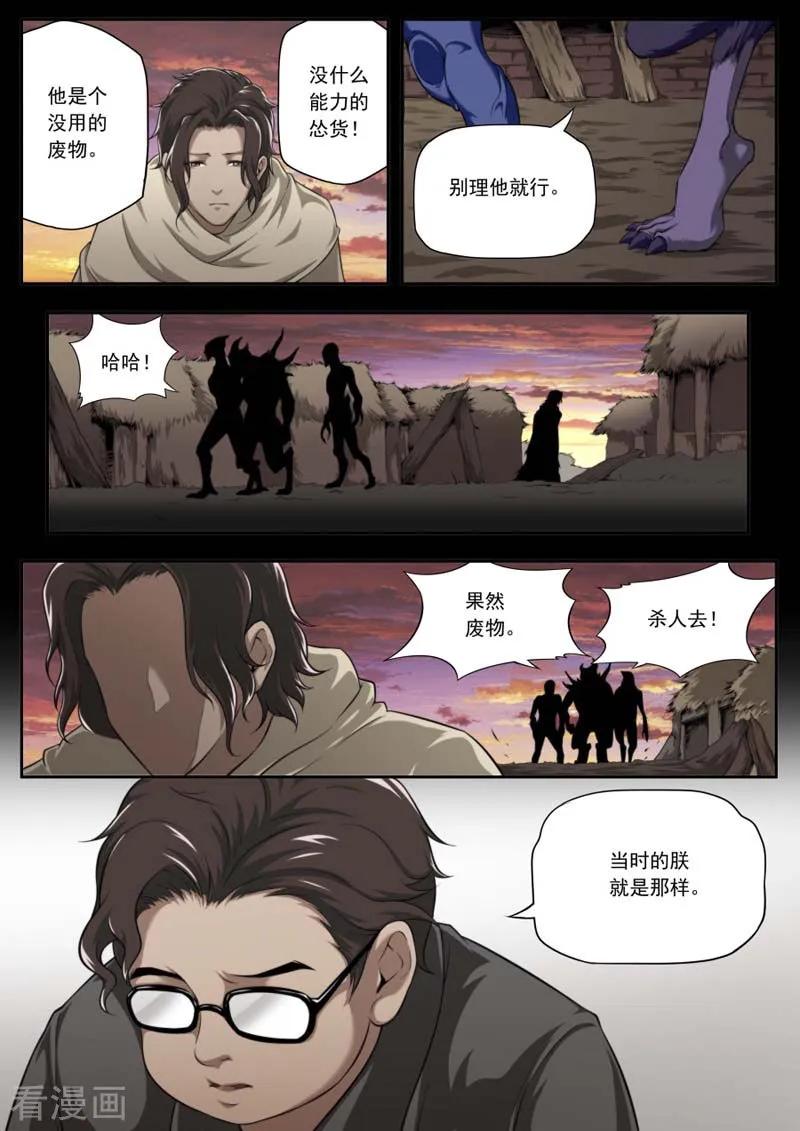 他是个
没用的
废物。
没什么
能力的
怂货！
别理他就行。
哈哈！
果然
废物。
杀人去！
当时的朕
就是那样。
看漫画